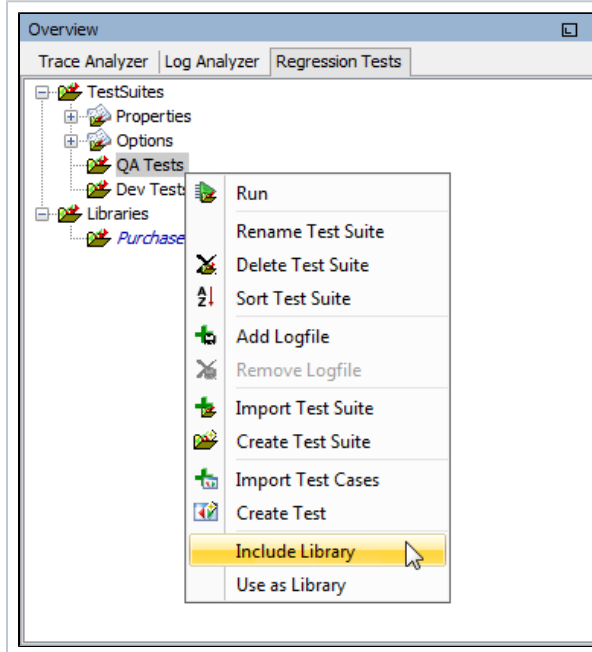 Overview
Trace Analyzer Log Analyzer Regression Tests
TestSuites
Properties
Options
QA Tests
Dev Tests
Libraries
Purchase
Run
Rename Test Suite
Delete Test Suite
Sort Test Suite
Add Logfile
Remove Logfile
Import Test Suite
Create Test Suite
Import Test Cases
Create Test
Include Library
Use as Library